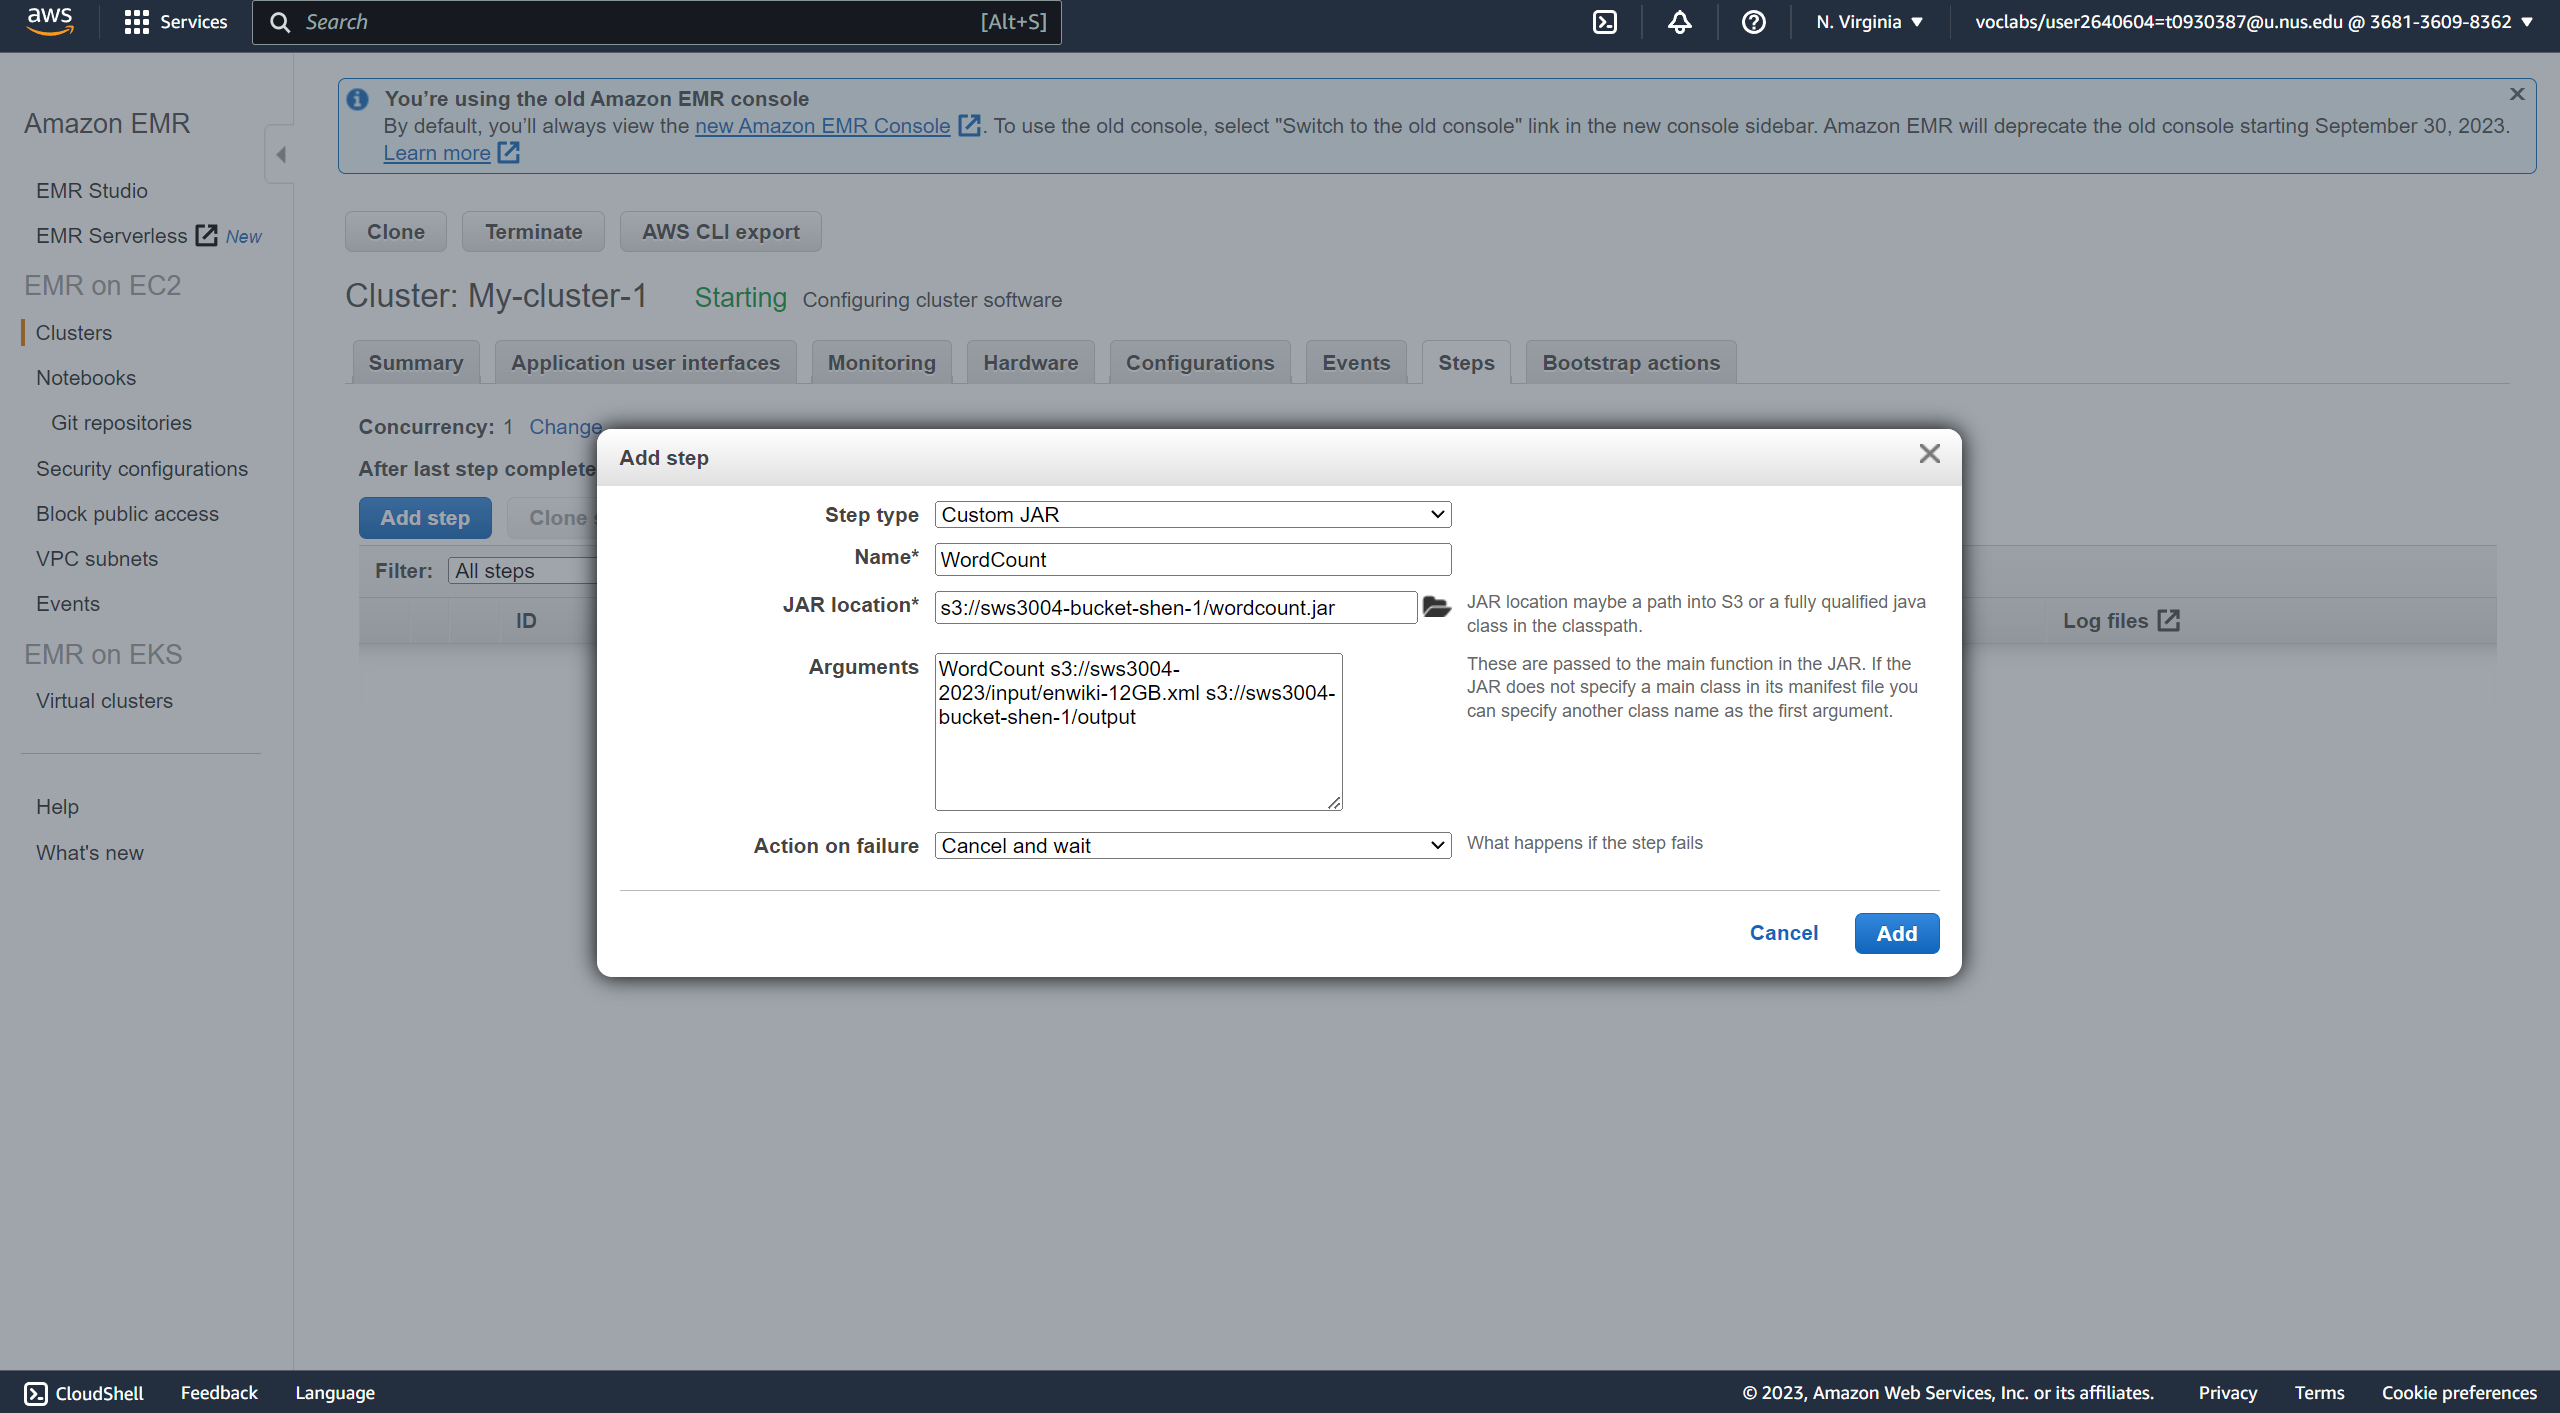 aws
Services
Search
[Alt+S]
N. Virginia
voclabs/user2640604=t0930387@u.nus.edu @ 3681-3609-8362
Amazon EMR
EMR Studio
EMR Serverless New
EMR on EC2
Clusters
Notebooks
Git repositories
Security configurations
Block public access
VPC subnets
Events
EMR on EKS
Virtual clusters
Help
What's new
You’re using the old Amazon EMR console
By default, you’ll always view the new Amazon EMR Console . To use the old console, select "Switch to the old console" link in the new console sidebar. Amazon EMR will deprecate the old console starting September 30, 2023.
Learn more
Clone
Terminate
AWS CLI export
Cluster: My-cluster-1 Starting Configuring cluster software
Summary
Application user interfaces
Monitoring
Hardware
Configurations
Events
Steps
Bootstrap actions
Concurrency: 1 Change
After last step complete
Add step
Clone
Filter: All steps
ID
Log files
Add step
Step type Custom JAR
Name* WordCount
JAR location* s3://sws3004-bucket-shen-1/wordcount.jar
JAR location maybe a path into S3 or a fully qualified java
class in the classpath.
Arguments
WordCount s3://sws3004-
2023/input/enwiki-12GB.xml s3://sws3004-
bucket-shen-1/output
These are passed to the main function in the JAR. If the
JAR does not specify a main class in its manifest file you
can specify another class name as the first argument.
Action on failure Cancel and wait
What happens if the step fails
Cancel
Add
CloudShell
Feedback
Language
© 2023, Amazon Web Services, Inc. or its affiliates.
Privacy
Terms
Cookie preferences